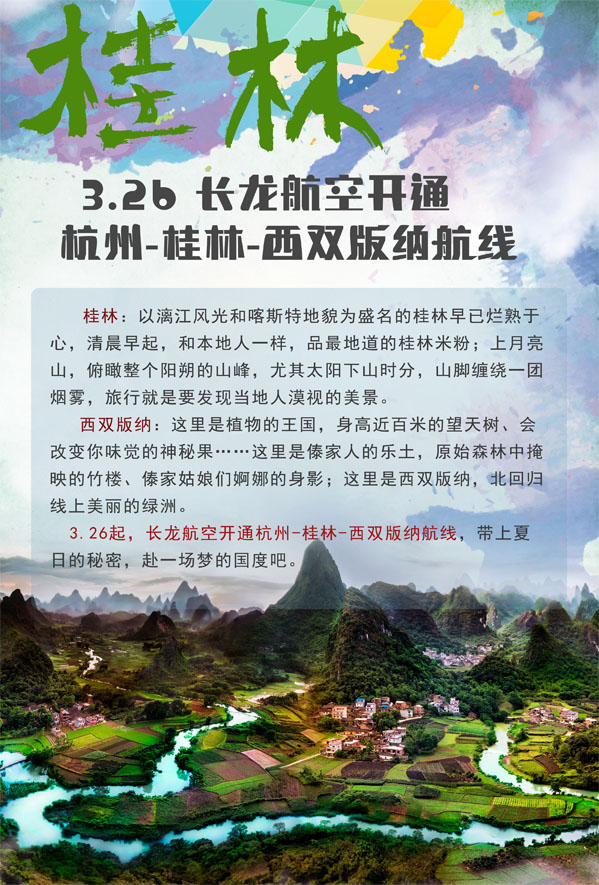 桂林
3.26 长龙航空开通
杭州-桂林-西双版纳航线
桂林：以漓江风光和喀斯特地貌为盛名的桂林早已烂熟于
心，清晨早起，和本地人一样，品最地道的桂林米粉；上月亮
山，俯瞰整个阳朔的山峰，尤其太阳下山时分，山脚缠绕一团
烟雾，旅行就是要发现当地人漠视的美景。
西双版纳：这里是植物的王国，身高近百米的望天树、会
改变你味觉的神秘果……这里是傣家人的乐土，原始森林中掩
映的竹楼、傣家姑娘们婀娜的身影；这里是西双版纳，北回归
线上美丽的绿洲。
3.26起，长龙航空开通杭州-桂林-西双版纳航线，带上夏
日的秘密，赴一场梦的国度吧。